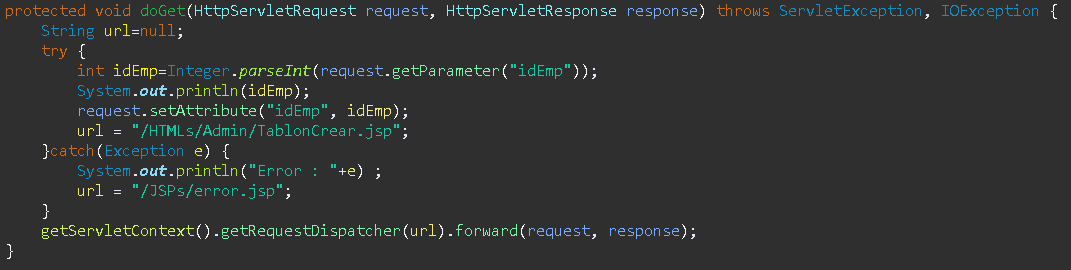 protected void doGet(HttpServletRequest request, HttpServletResponse response) throws ServletException, IOException {
    String url=null;
    try {
        int idEmp=Integer.parseInt(request.getParameter("idEmp"));
        System.out.println(idEmp);
        request.setAttribute("idEmp", idEmp);
        url = "/HTMLs/Admin/TablonCrear.jsp";
    }catch(Exception e) {
        System.out.println("Error : "+e) ;
        url = "/JSPs/error.jsp";
    }
    getServletContext().getRequestDispatcher(url).forward(request, response);
}